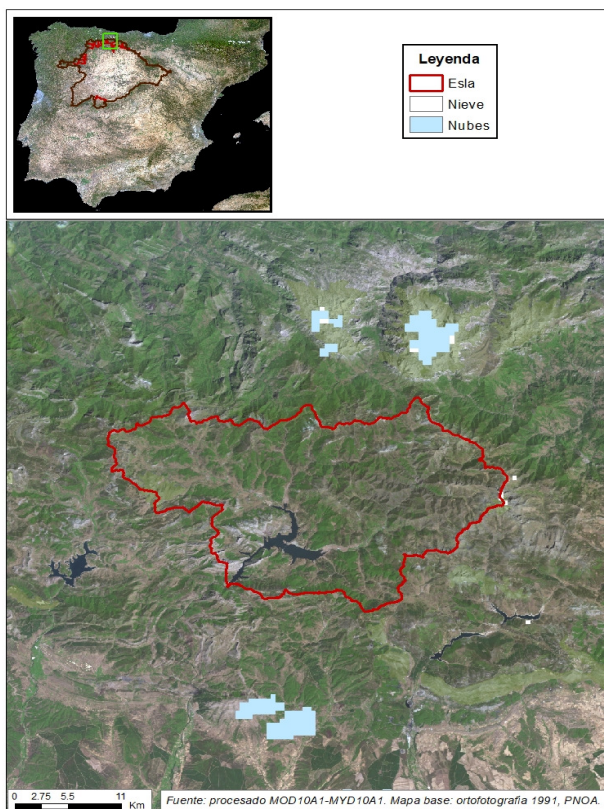 Leyenda
Esla
Nieve
Nubes
0 2.75 5.5 11
Km
Fuente: procesado MOD10A1-MYD10A1. Mapa base: ortofotografia 1991, PNOA